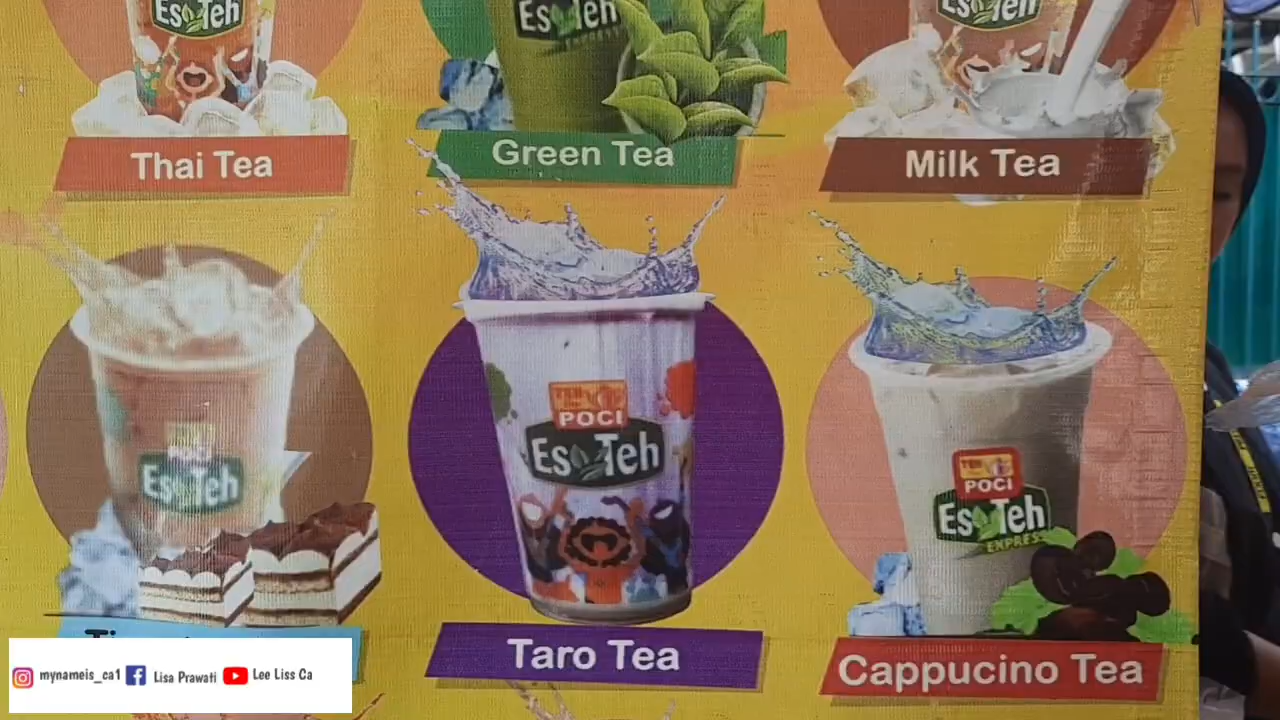 Es Teh
Es Teh
EXPRESS
Es Teh
Thai Tea
Green Tea
Milk Tea
POCI
Es Teh
TEH
POCI
Es Teh
TEH
POCI
Es Teh
EXPRESS
Taro Tea
Cappucino Tea
mynameis_ca1 Lisa Prawati Lee Liss Ca